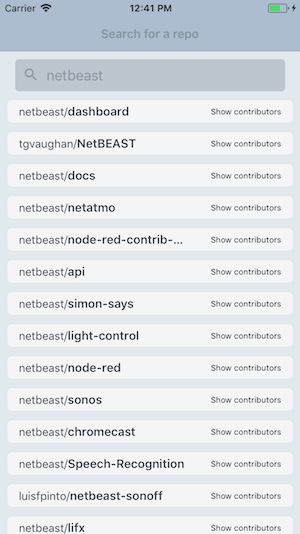 Carrier 12:41 PM
Search for a repo
netbeast
netbeast/dashboard Show contributors
tgvaughan/NetBEAST Show contributors
netbeast/docs Show contributors
netbeast/netatmo Show contributors
netbeast/node-red-contrib-... Show contributors
netbeast/api Show contributors
netbeast/simon-says Show contributors
netbeast/light-control Show contributors
netbeast/node-red Show contributors
netbeast/sonos Show contributors
netbeast/chromecast Show contributors
netbeast/Speech-Recognition Show contributors
luisfpinto/netbeast-sonoff Show contributors
netbeast/lifx Show contributors